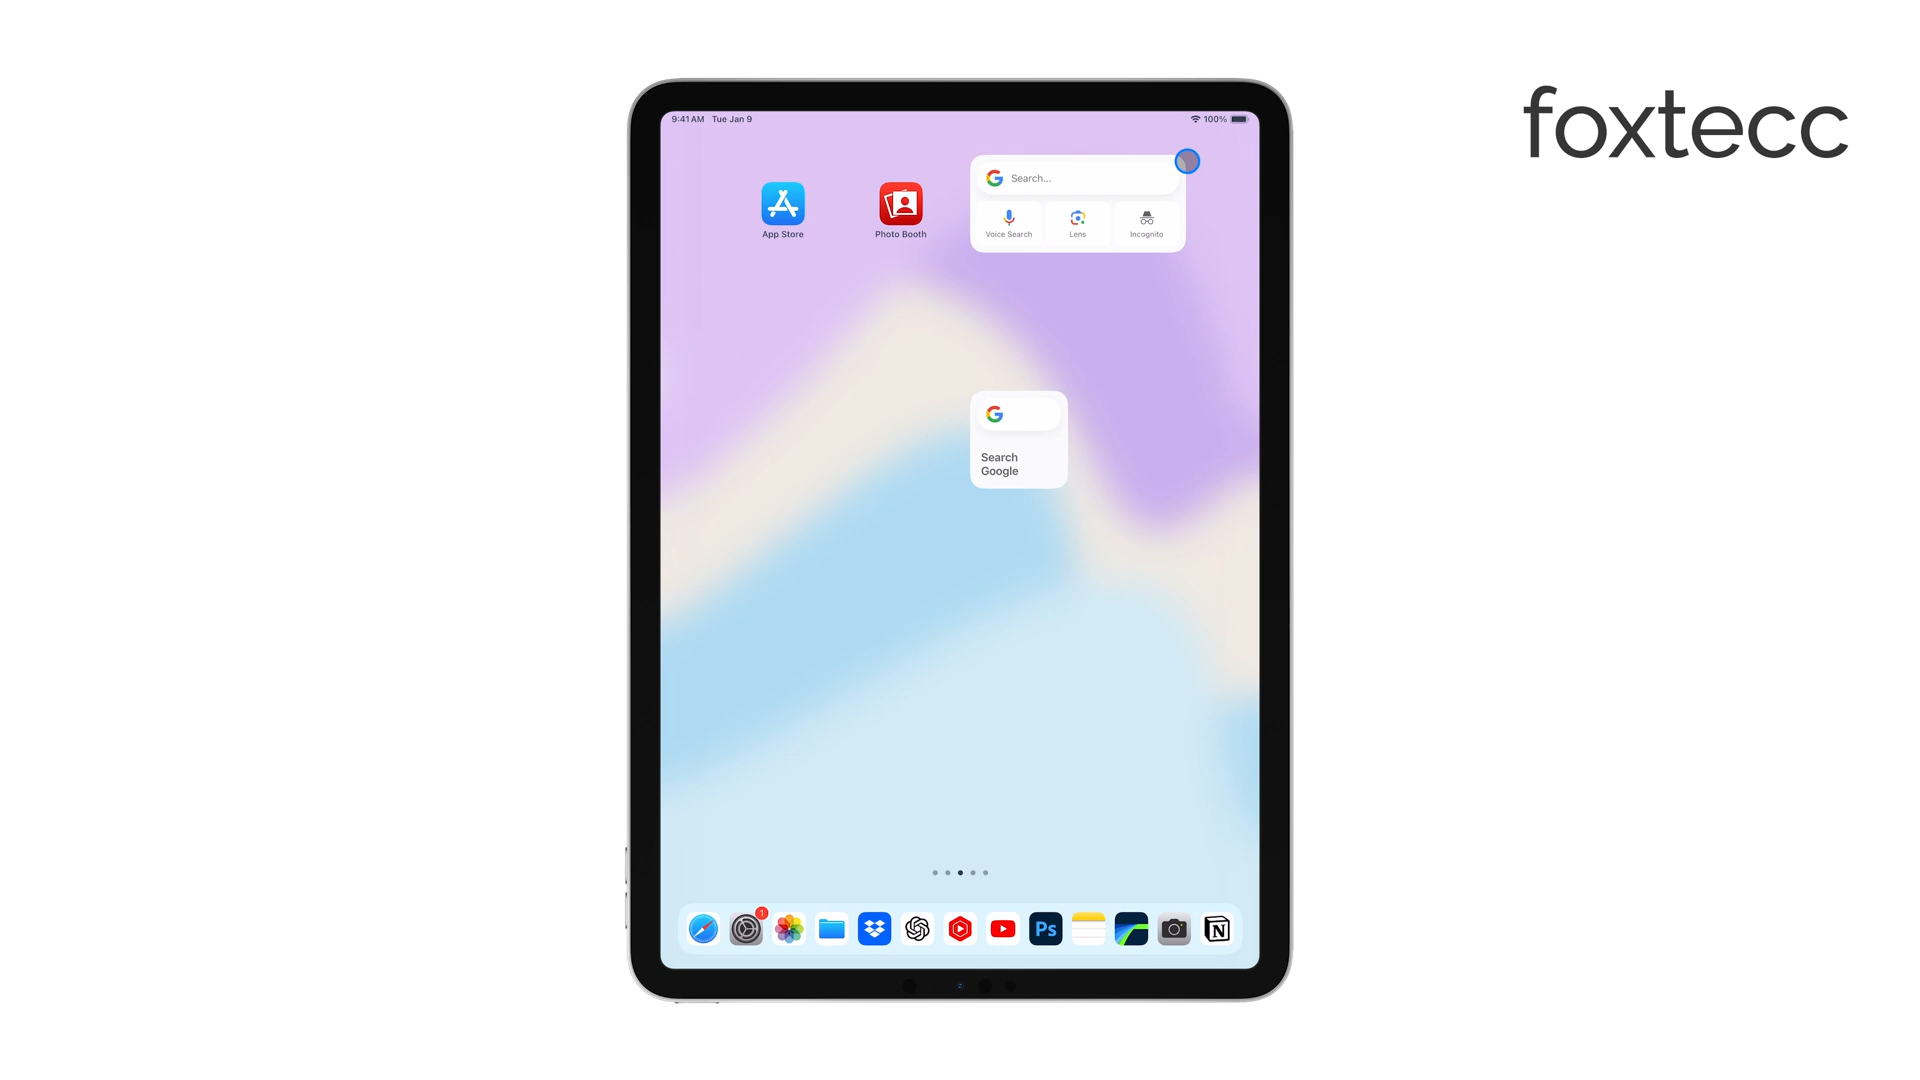 foxtecc
9:41 AM Tue Jan 9
100%
Search...
Voice Search
Lens
Incognito
App Store
Photo Booth
Search
Google
1
Ps
N